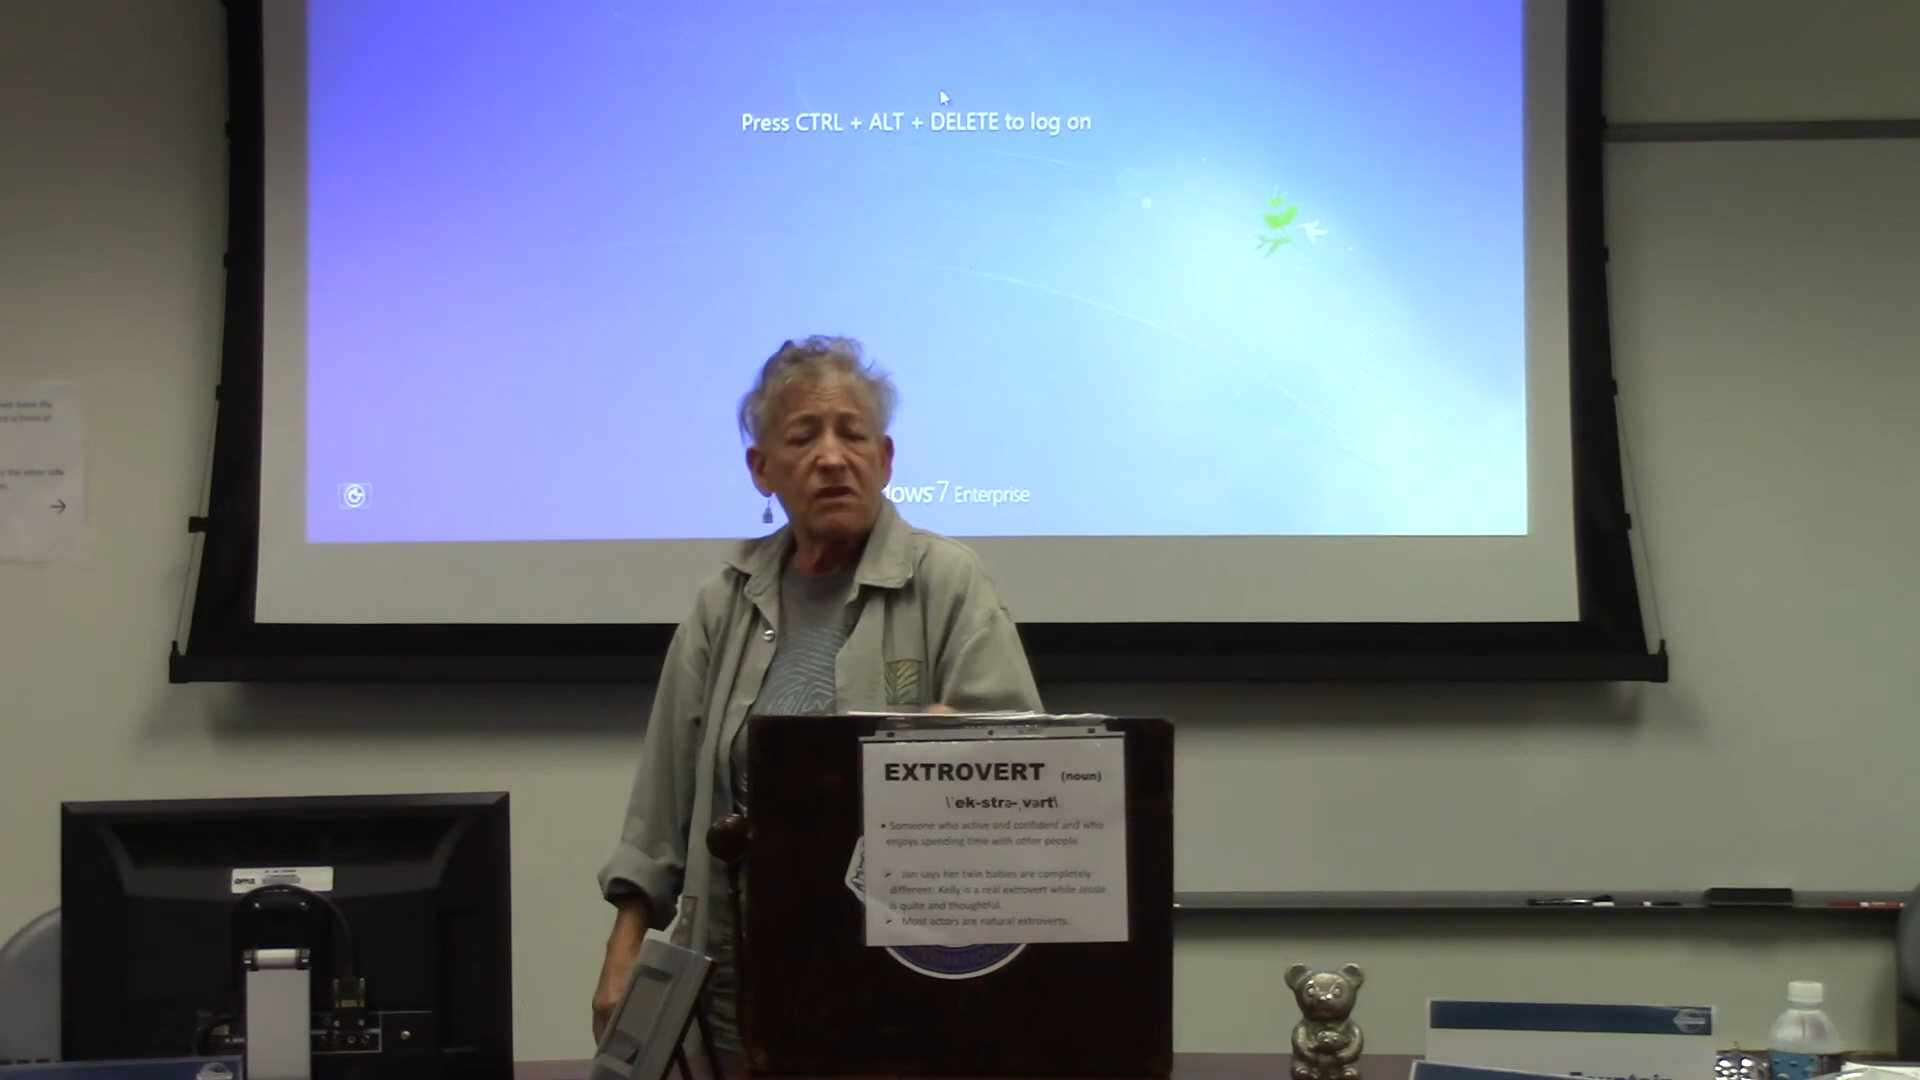 Press CTRL + ALT + DELETE to log on
dows 7 Enterprise
EXTROVERT (noun)
\ˈek-strə-ˌvərt\
• Someone who active and confident and who
enjoys spending time with other people.
➢ Jan says her twin babies are completely
different. Kelly is a real extrovert while Jessie
is quite and thoughtful.
➢ Most actors are natural extroverts.